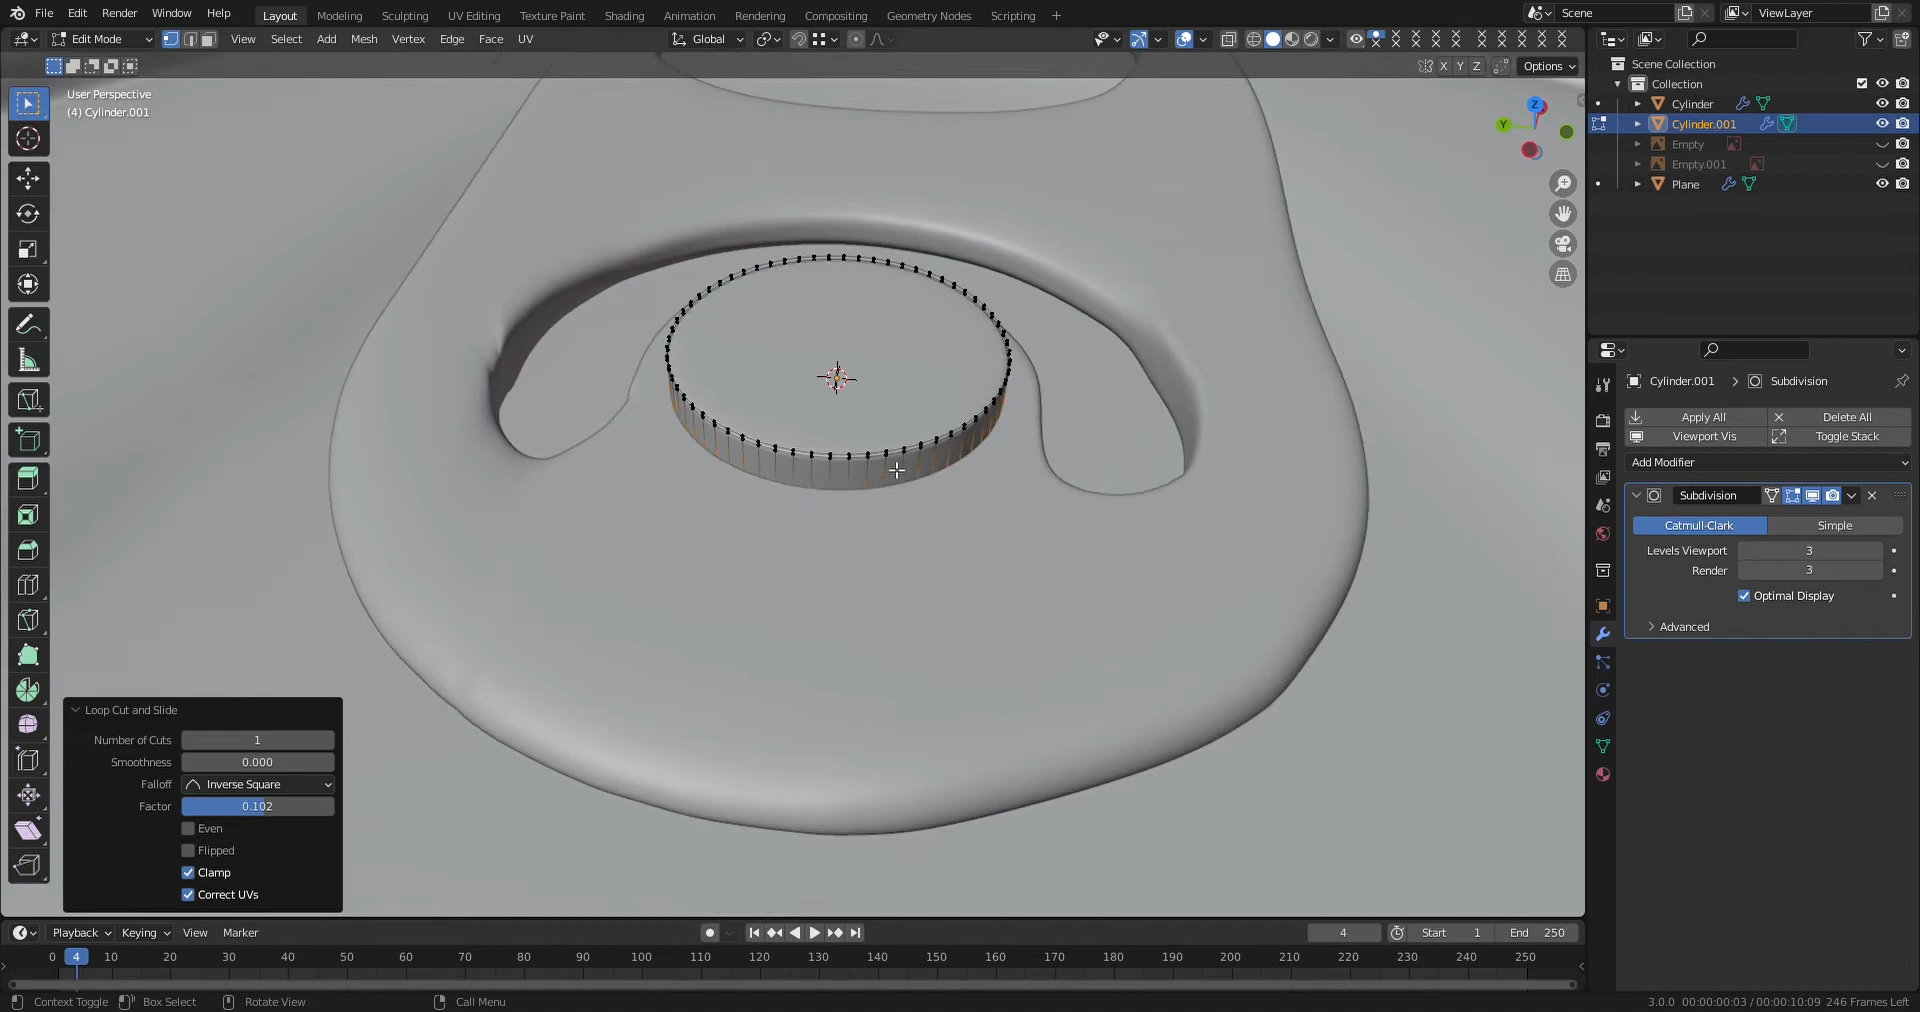 File Edit Render Window Help Layout Modeling Sculpting UV Editing Texture Paint Shading Animation Rendering Compositing Geometry Nodes Scripting + Scene ViewLayer
Edit Mode View Select Add Mesh Vertex Edge Face UV Global
X Y Z Options
User Perspective
(4) Cylinder.001
Z
Y
Scene Collection
Collection
Cylinder
Cylinder.001
Empty
Empty.001
Plane
Cylinder.001 Subdivision
Apply All Delete All
Viewport Vis Toggle Stack
Add Modifier
Subdivision
Catmull-Clark Simple
Levels Viewport 3
Render 3
Optimal Display
Advanced
Loop Cut and Slide
Number of Cuts 1
Smoothness 0.000
Falloff Inverse Square
Factor 0.102
Even
Flipped
Clamp
Correct UVs
Playback Keying View Marker 4 Start 1 End 250
0 4 10 20 30 40 50 60 70 80 90 100 110 120 130 140 150 160 170 180 190 200 210 220 230 240 250
Context Toggle Box Select Rotate View Call Menu 3.0.0 00:00:00:03 / 00:00:10:09 246 Frames Left